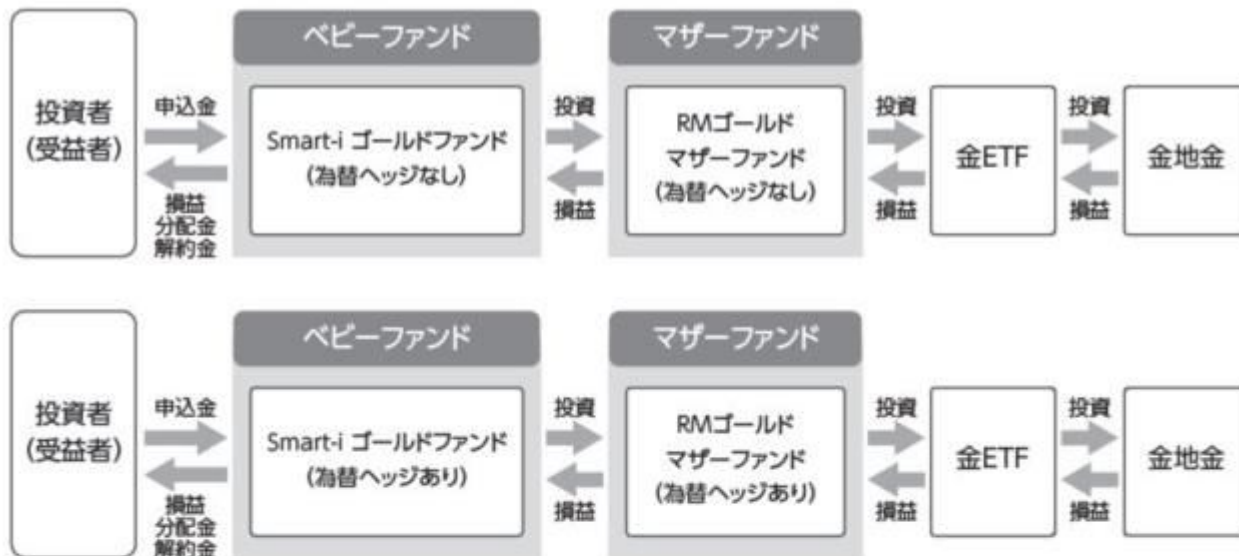 ベビーファンド
マザーファンド
投資者
(受益者)
申込金
損益
分配金
解約金
Smart-i ゴールドファンド
(為替ヘッジなし)
投資
損益
RMゴールド
マザーファンド
(為替ヘッジなし)
投資
損益
金ETF
投資
損益
金地金
ベビーファンド
マザーファンド
投資者
(受益者)
申込金
損益
分配金
解約金
Smart-i ゴールドファンド
(為替ヘッジあり)
投資
損益
RMゴールド
マザーファンド
(為替ヘッジあり)
投資
損益
金ETF
投資
損益
金地金